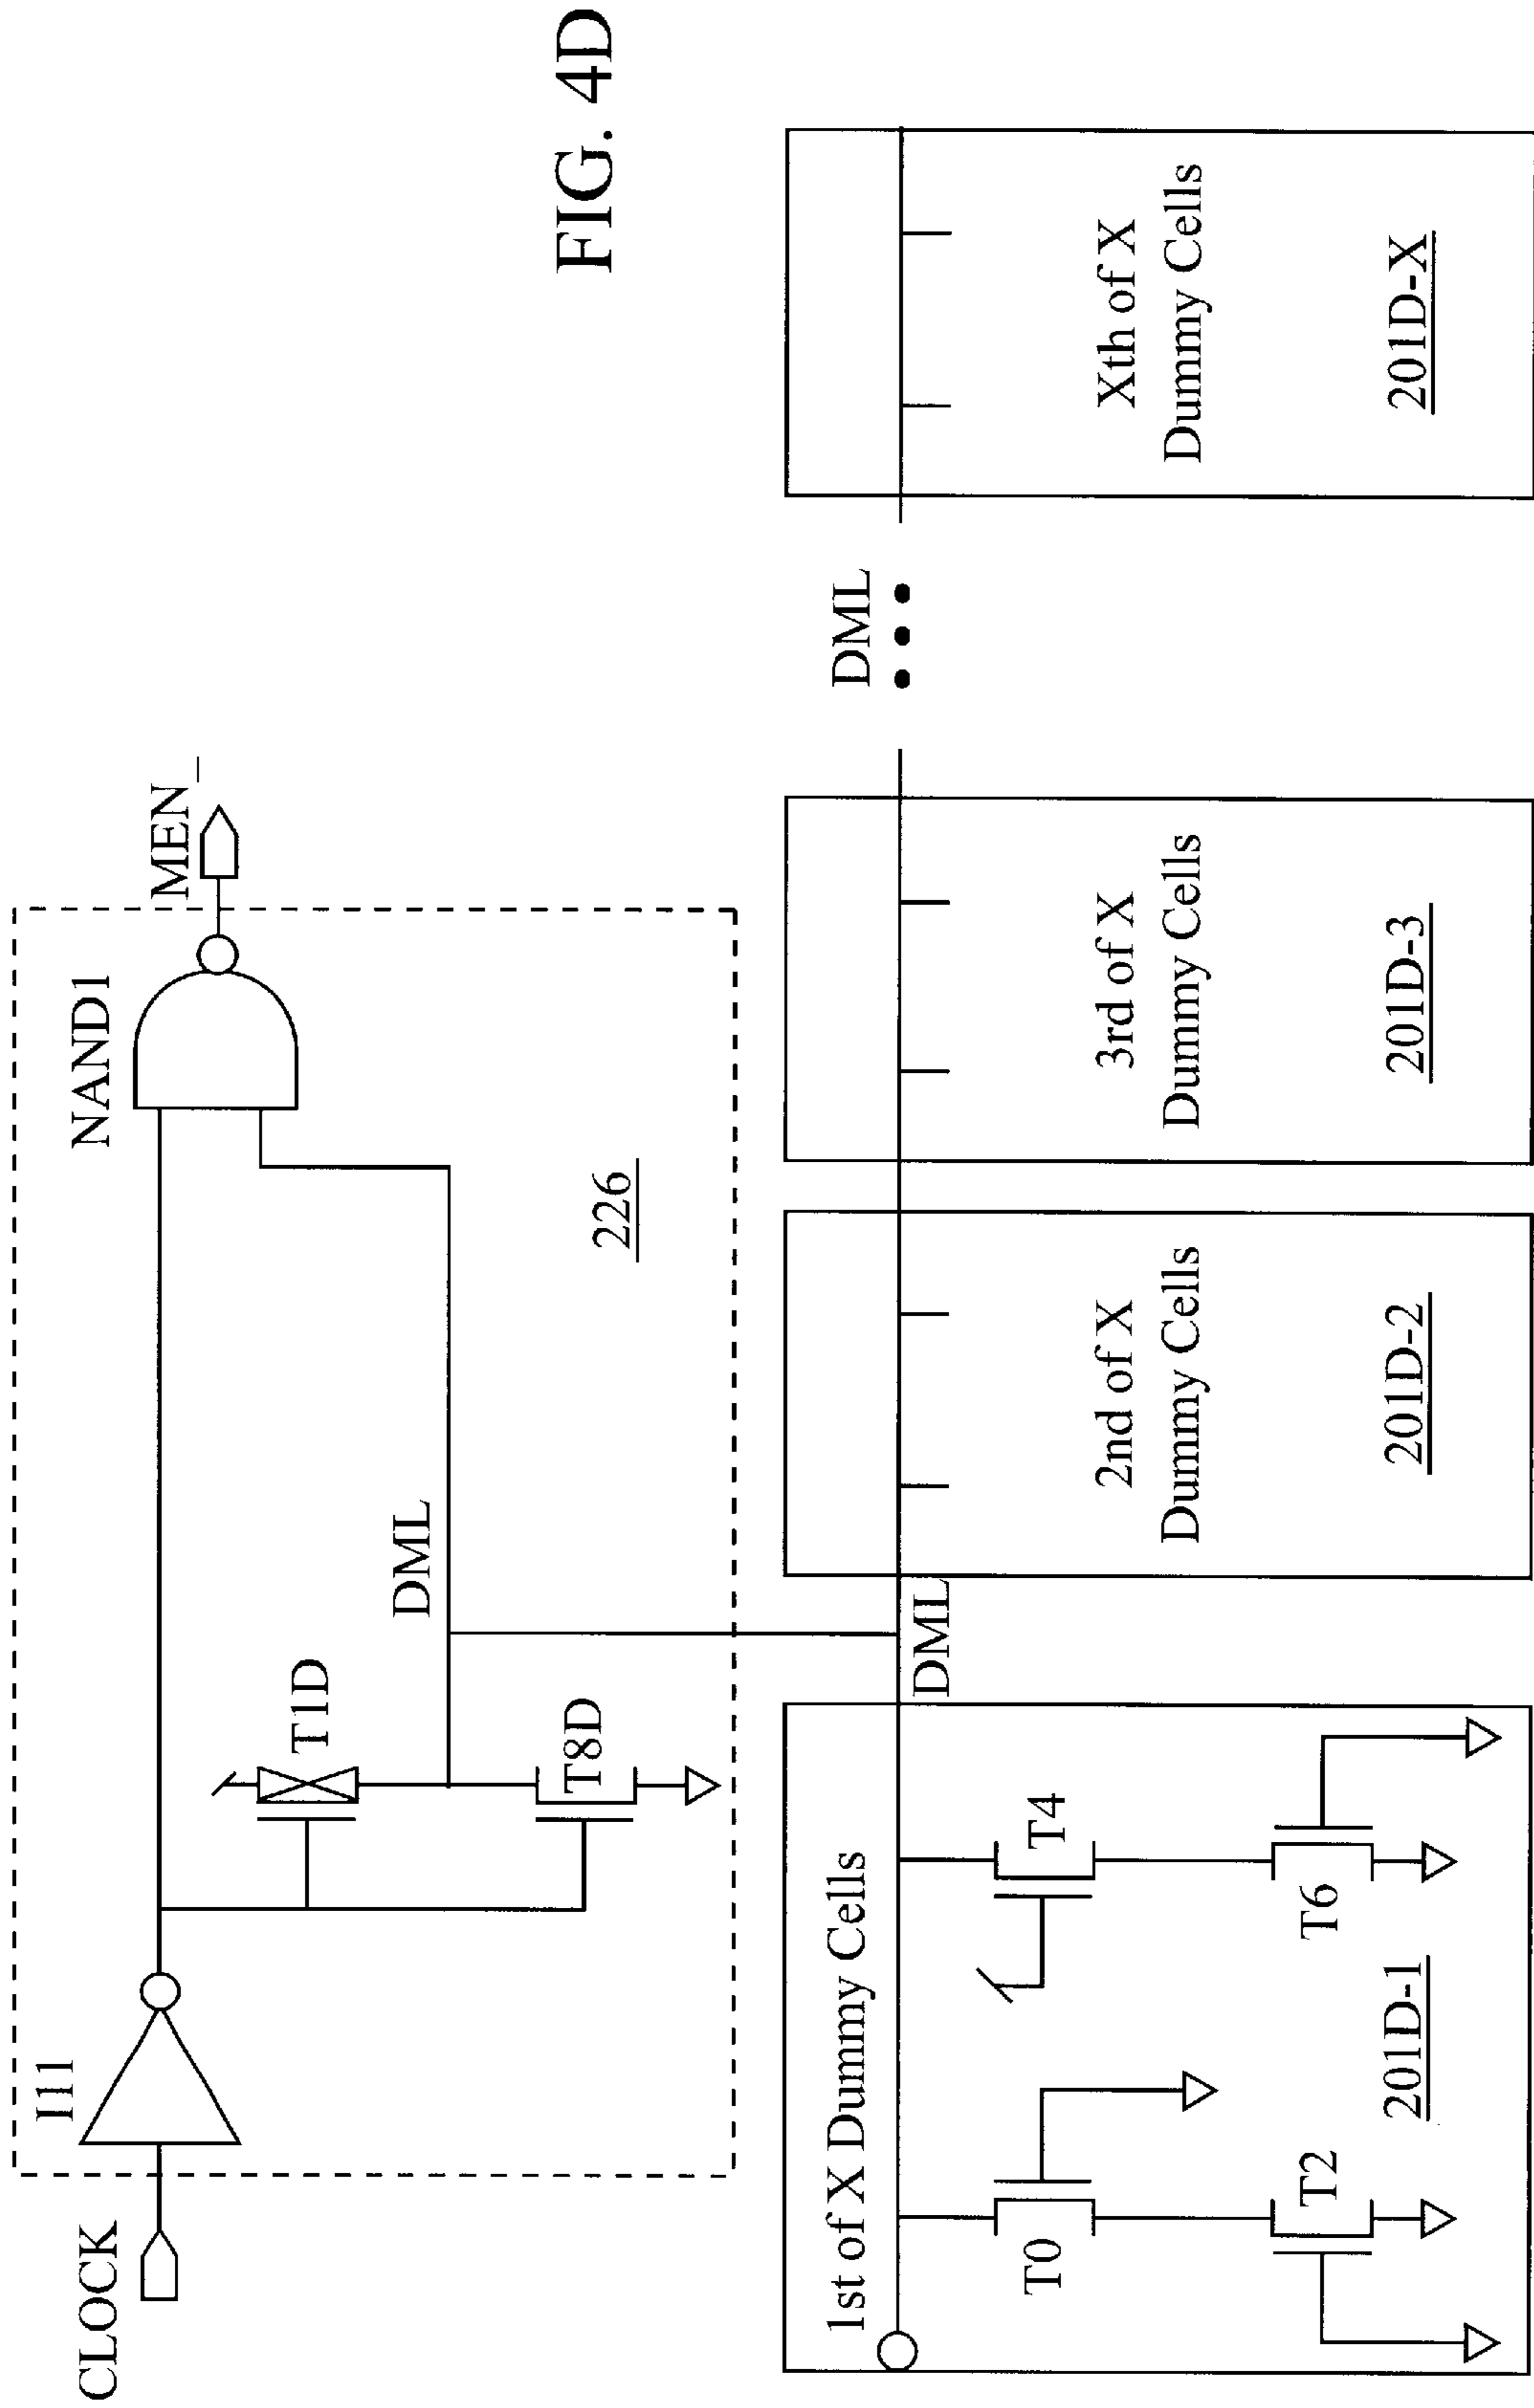 FIG. 4D
CLOCK
I11
NAND1
MEN_
T1D
DML
T8D
226
DML
DML
1st of X Dummy Cells
T0
T4
T2
T6
201D-1
2nd of X
Dummy Cells
201D-2
3rd of X
Dummy Cells
201D-3
Xth of X
Dummy Cells
201D-X